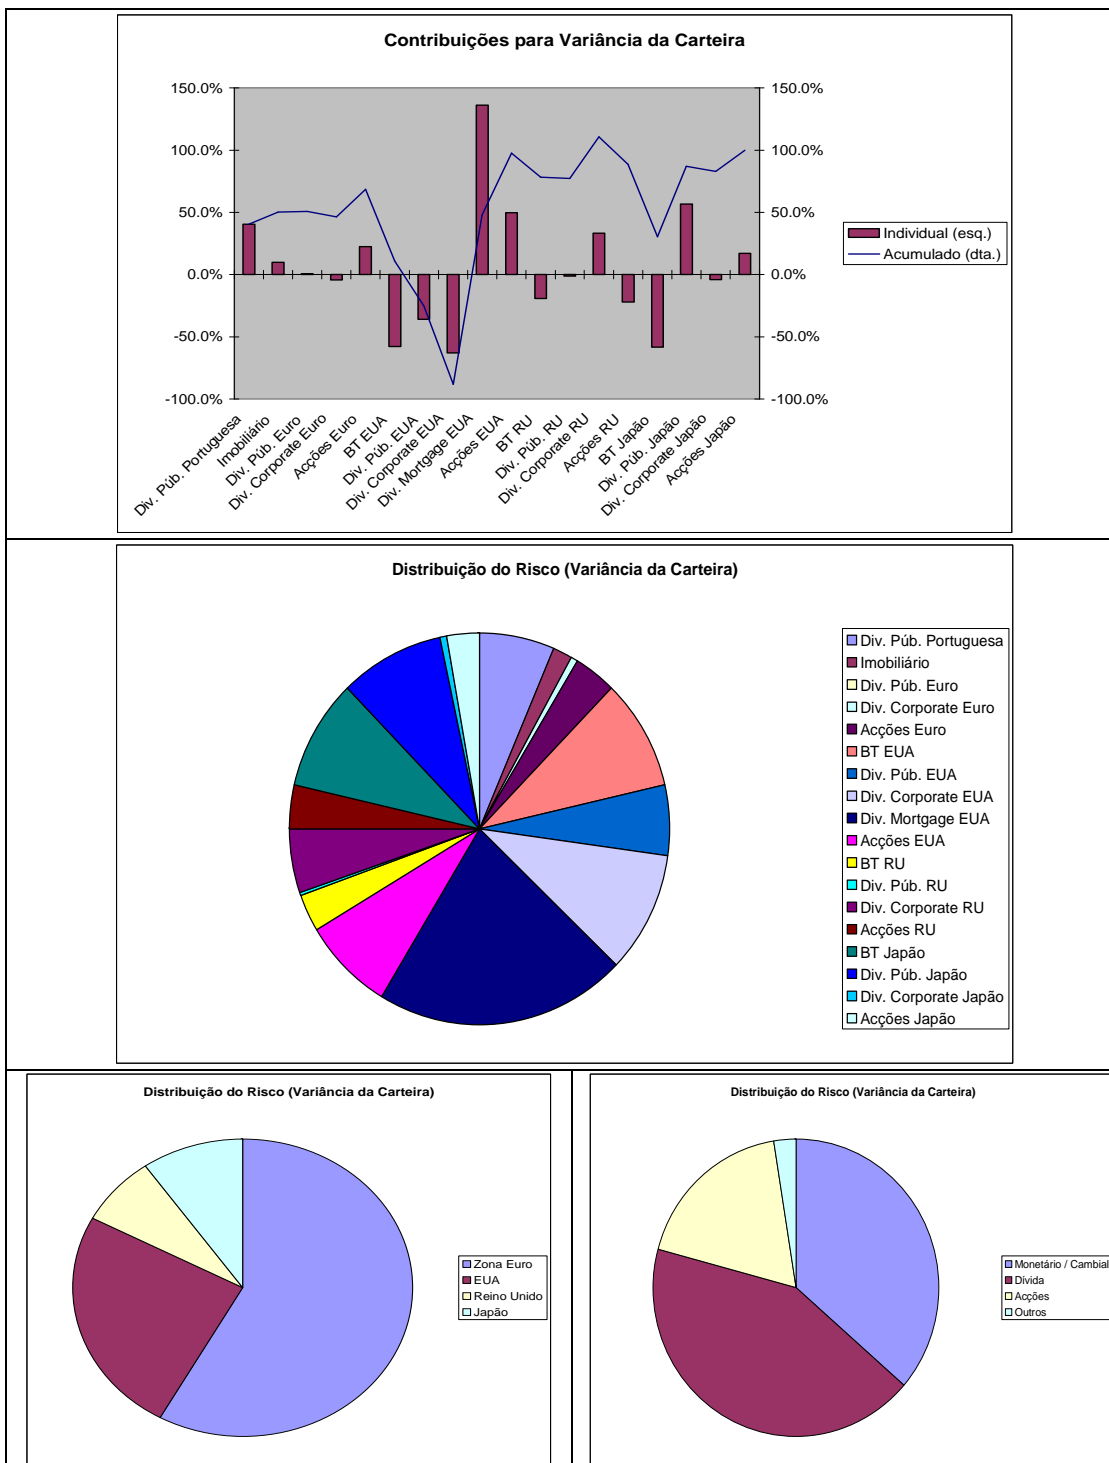 Contribuições para Variância da Carteira
150.0%
100.0%
50.0%
0.0%
-50.0%
-100.0%
150.0%
100.0%
50.0%
0.0%
-50.0%
-100.0%
Div. Púb. Portuguesa
Imobiliário
Div. Púb. Euro
Div. Corporate Euro
Acções Euro
BT EUA
Div. Púb. EUA
Div. Corporate EUA
Div. Mortgage EUA
Acções EUA
BT RU
Div. Púb. RU
Div. Corporate RU
Acções RU
BT Japão
Div. Púb. Japão
Div. Corporate Japão
Acções Japão
Individual (esq.)
Acumulado (dta.)
Distribuição do Risco (Variância da Carteira)
Div. Púb. Portuguesa
Imobiliário
Div. Púb. Euro
Div. Corporate Euro
Acções Euro
BT EUA
Div. Púb. EUA
Div. Corporate EUA
Div. Mortgage EUA
Acções EUA
BT RU
Div. Púb. RU
Div. Corporate RU
Acções RU
BT Japão
Div. Púb. Japão
Div. Corporate Japão
Acções Japão
Distribuição do Risco (Variância da Carteira)
Zona Euro
EUA
Reino Unido
Japão
Distribuição do Risco (Variância da Carteira)
Monetário / Cambial
Dívida
Acções
Outros